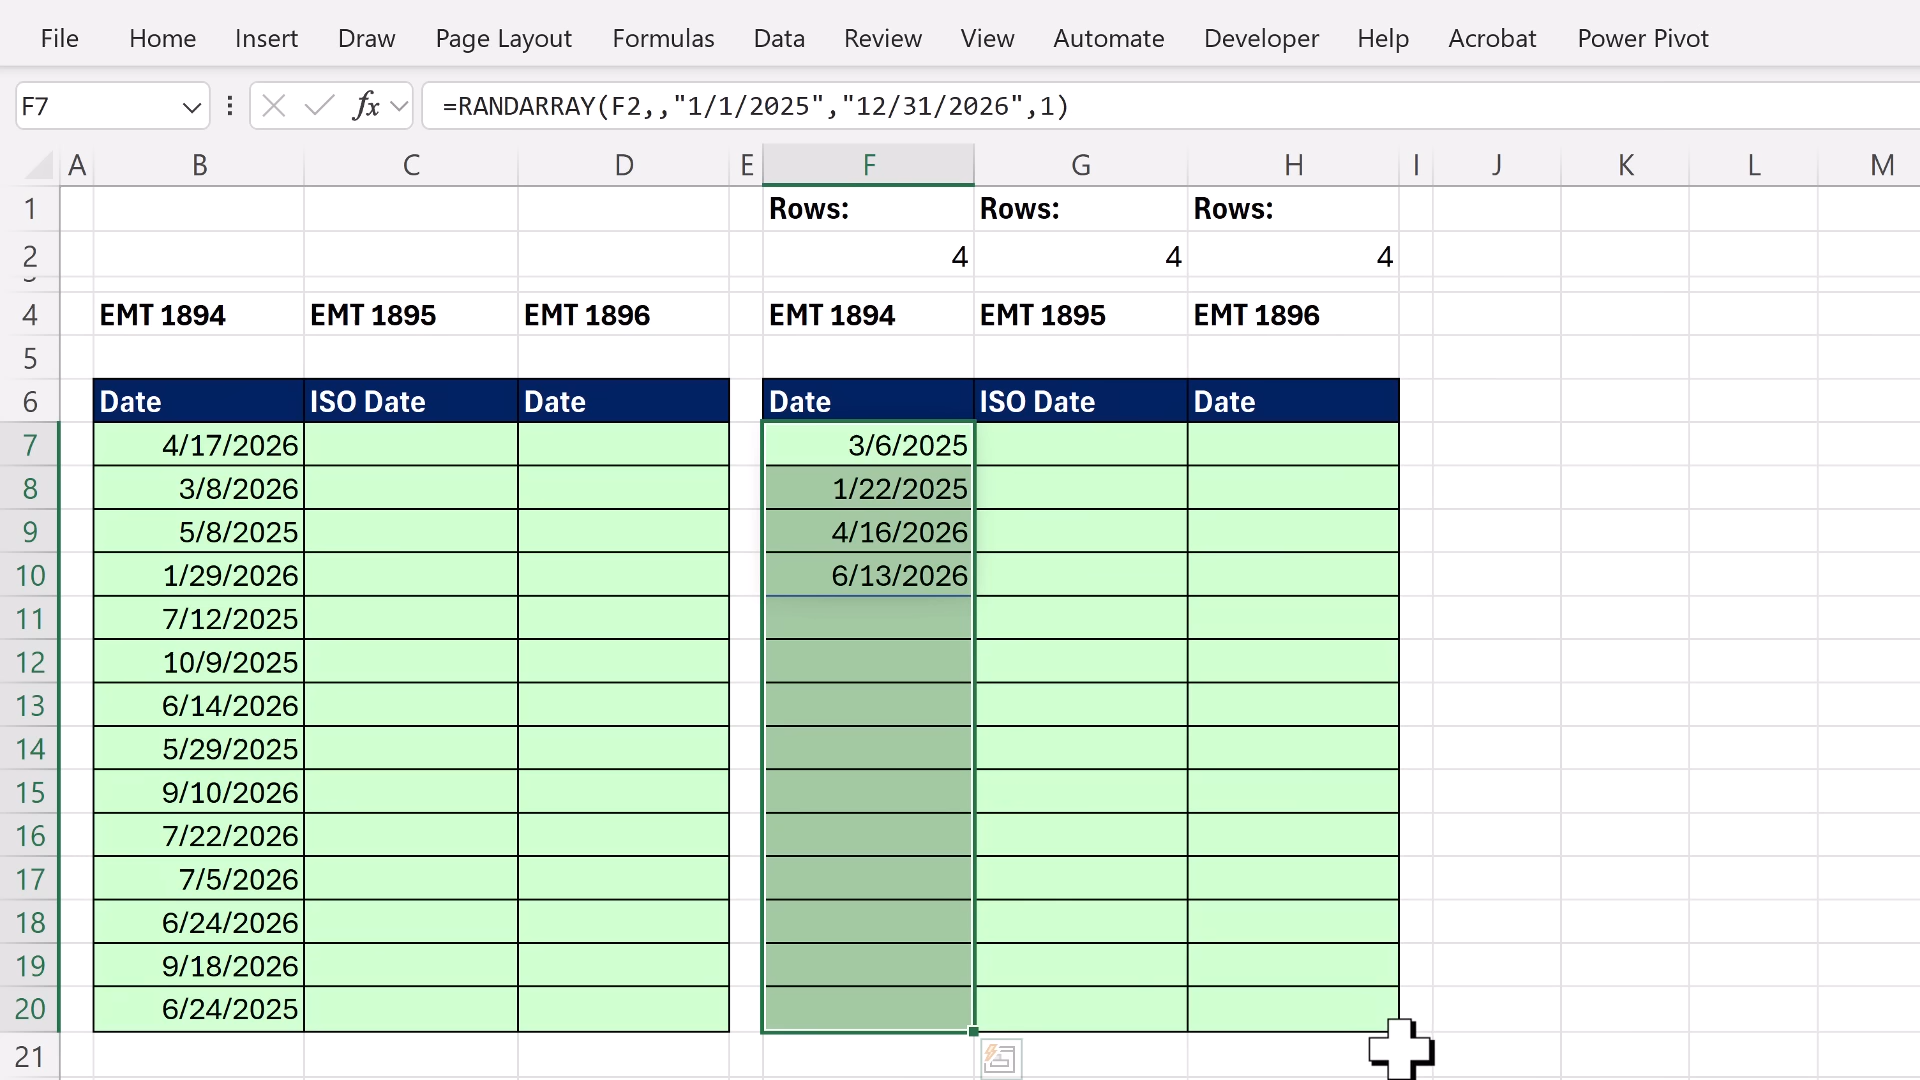 File Home Insert Draw Page Layout Formulas Data Review View Automate Developer Help Acrobat Power Pivot
F7 fx =RANDARRAY(F2,,"1/1/2025","12/31/2026",1)
A B C D E F G H I J K L M
1 Rows: Rows: Rows:
2 4 4 4
4 EMT 1894 EMT 1895 EMT 1896 EMT 1894 EMT 1895 EMT 1896
5
6 Date ISO Date Date Date ISO Date Date
7 4/17/2026 3/6/2025
8 3/8/2026 1/22/2025
9 5/8/2025 4/16/2026
10 1/29/2026 6/13/2026
11 7/12/2025
12 10/9/2025
13 6/14/2026
14 5/29/2025
15 9/10/2026
16 7/22/2026
17 7/5/2026
18 6/24/2026
19 9/18/2026
20 6/24/2025
21